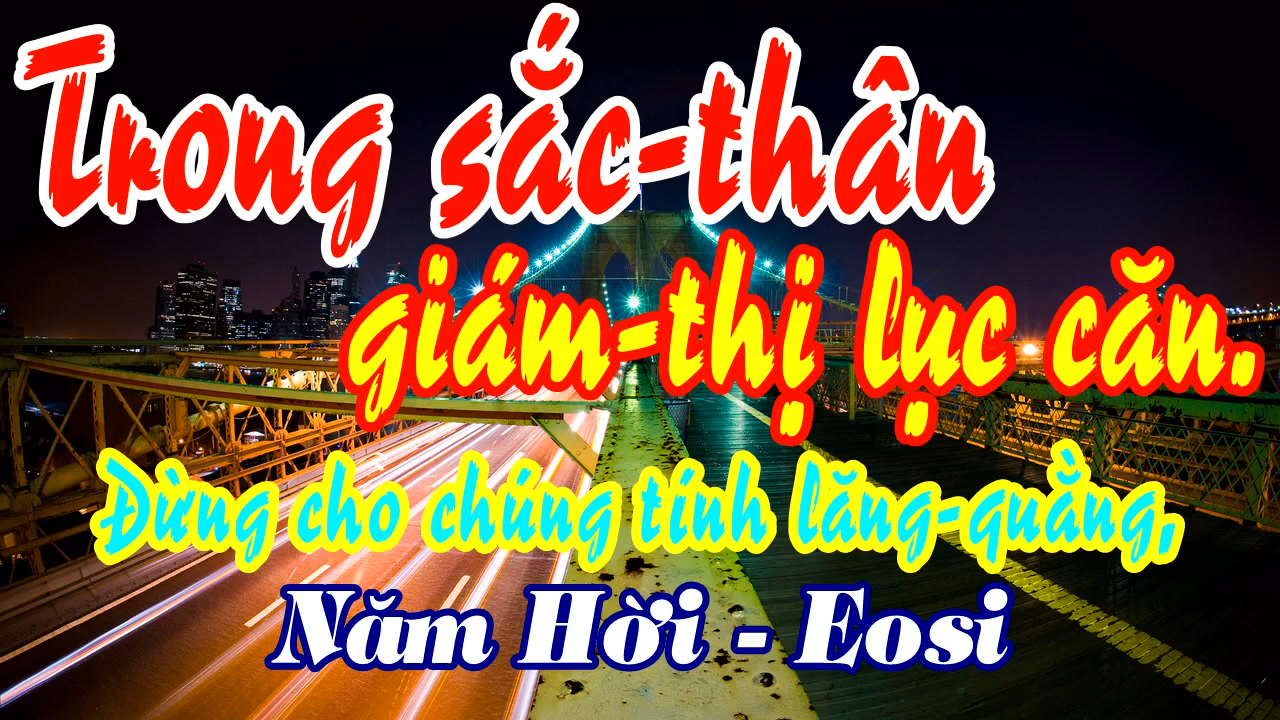 Trong sắc-thân
giám-thị lục căn.
Đừng cho chúng tính lăng-quằng,
Năm Hời - Eosi